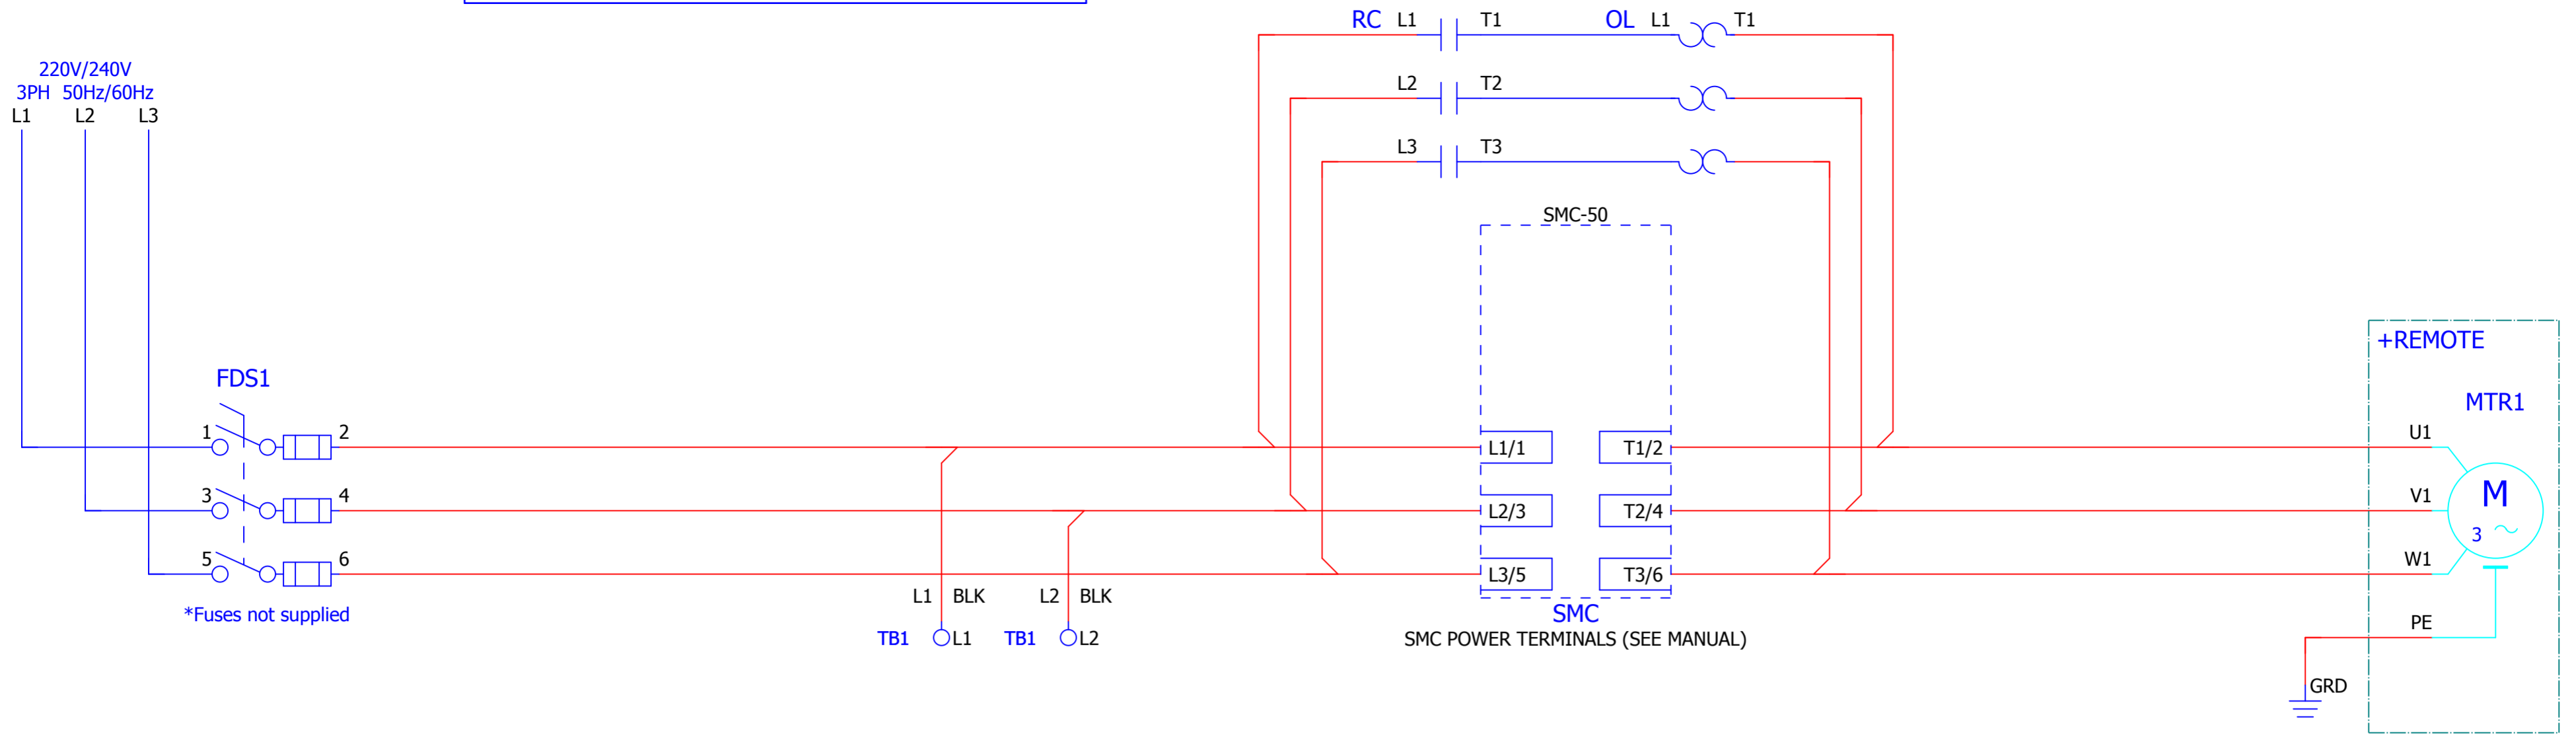 RC L1 T1 OL L1 T1
220V/240V
3PH 50Hz/60Hz
L1 L2 L3
L2 T2
L3 T3
SMC-50
+REMOTE
FDS1
MTR1
1 2 L1/1 T1/2 U1
3 4 L2/3 T2/4 V1
M
3 ~
5 6 L3/5 T3/6 W1
*Fuses not supplied
L1 BLK L2 BLK
SMC
TB1 L1 TB1 L2
SMC POWER TERMINALS (SEE MANUAL)
PE
GRD